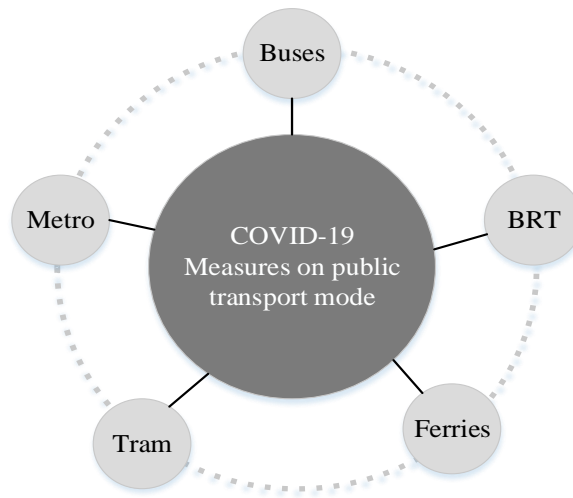 Buses
Metro
BRT
COVID-19
Measures on public
transport mode
Tram
Ferries